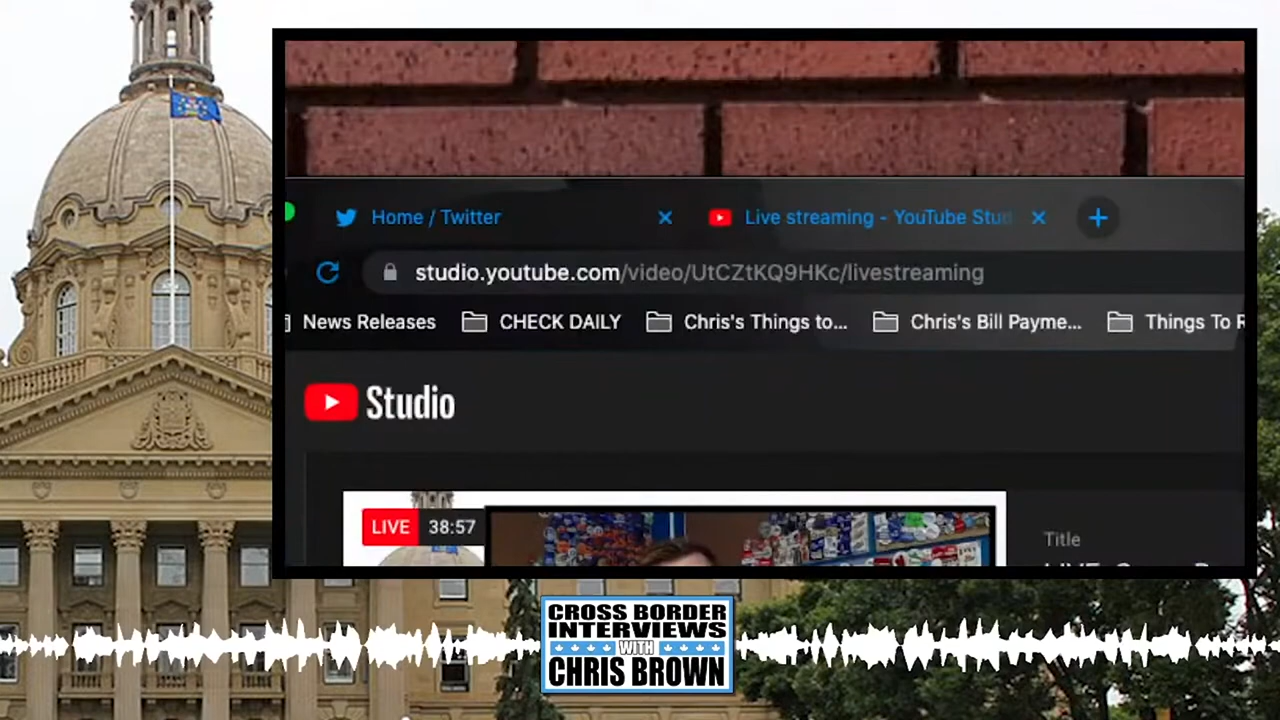 Home / Twitter
Live streaming - YouTube Stud
studio.youtube.com/video/UtCZtKQ9HKc/livestreaming
News Releases
CHECK DAILY
Chris's Things to...
Chris's Bill Payme...
Things To R
Studio
LIVE 38:57
Title
CROSS BORDER
INTERVIEWS
WITH
CHRIS BROWN